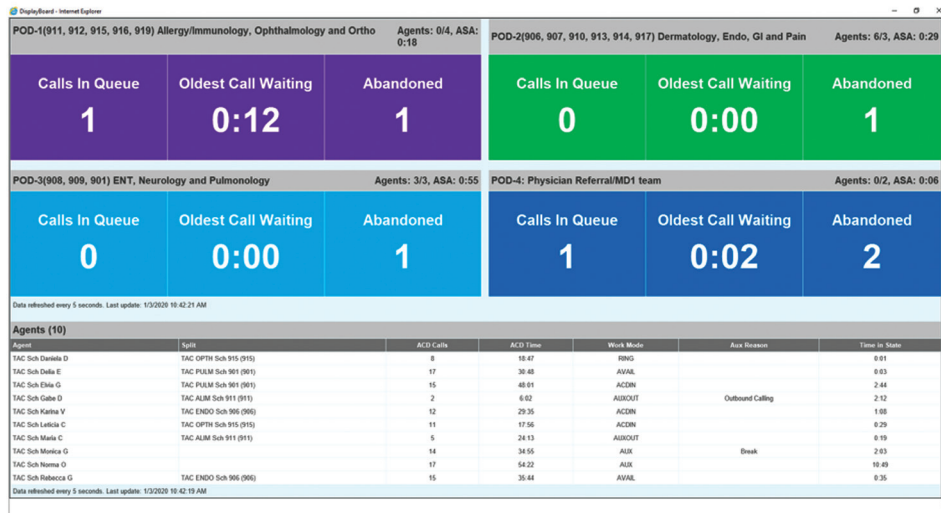 DisplayBoard - Internet Explorer
POD-1(911, 912, 915, 916, 919) Allergy/Immunology, Ophthalmology and Ortho Agents: 0/4, ASA: 0:18
Calls In Queue Oldest Call Waiting Abandoned
1 0:12 1
POD-2(906, 907, 910, 913, 914, 917) Dermatology, Endo, GI and Pain Agents: 6/3, ASA: 0:29
Calls In Queue Oldest Call Waiting Abandoned
0 0:00 1
POD-3(908, 909, 901) ENT, Neurology and Pulmonology Agents: 3/3, ASA: 0:55
Calls In Queue Oldest Call Waiting Abandoned
0 0:00 1
POD-4: Physician Referral/MD1 team Agents: 0/2, ASA: 0:06
Calls In Queue Oldest Call Waiting Abandoned
1 0:02 2
Data refreshed every 5 seconds. Last update: 1/3/2020 10:42:21 AM
Agents (10)
Agent Split ACD Calls ACD Time Work Mode Aux Reason Time in State
TAC Sch Daniela D TAC OPTH Sch 915 (915) 8 18:47 RING 0:01
TAC Sch Delia E TAC PULM Sch 901 (901) 17 30:48 AVAIL 0:03
TAC Sch Elvia G TAC PULM Sch 901 (901) 15 48:01 ACDIN 2:44
TAC Sch Gabe D TAC ALIM Sch 911 (911) 2 6:02 AUXOUT Outbound Calling 2:12
TAC Sch Karina V TAC ENDO Sch 906 (906) 12 29:35 ACDIN 1:08
TAC Sch Leticia C TAC OPTH Sch 915 (915) 11 17:56 ACDIN 0:29
TAC Sch Maria C TAC ALIM Sch 911 (911) 5 24:13 AUXOUT 0:19
TAC Sch Monica G 14 34:55 AUX Break 2:03
TAC Sch Norma O 17 54:22 AUX 10:49
TAC Sch Rebecca G TAC ENDO Sch 906 (906) 15 35:44 AVAIL 0:35
Data refreshed every 5 seconds. Last update: 1/3/2020 10:42:19 AM